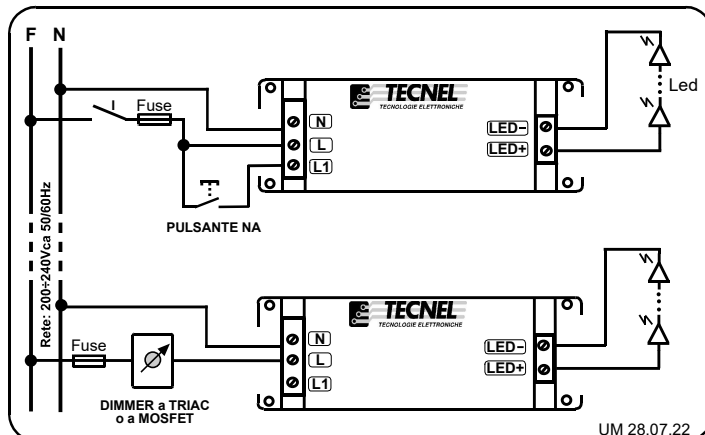 F N
I Fuse
TECNEL
TECNOLOGIE ELETTRONICHE
N
L
L1
LED-
LED+
Led
PULSANTE NA
Rete: 200÷240Vca 50/60Hz
TECNEL
TECNOLOGIE ELETTRONICHE
N
L
L1
LED-
LED+
Fuse
DIMMER a TRIAC
o a MOSFET
UM 28.07.22